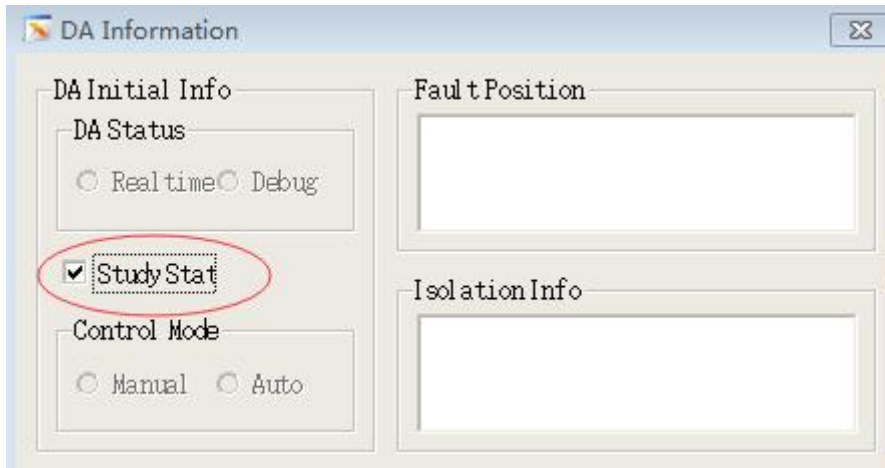 DA Information
DA Initial Info
DA Status
Realtime Debug
Study Stat
Control Mode
Manual Auto
Fault Position
Isolation Info